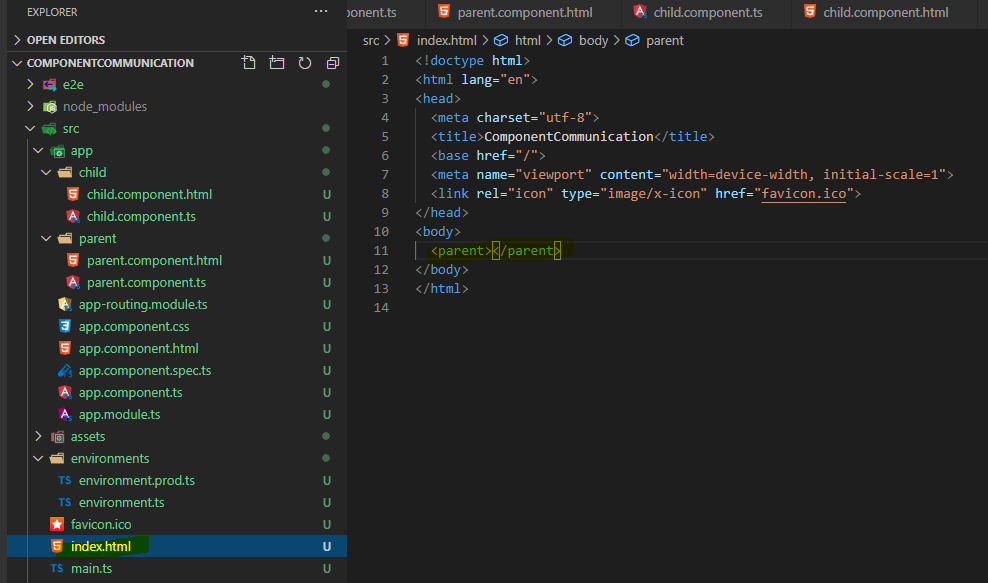 EXPLORER
...
OPEN EDITORS
COMPONENTCOMMUNICATION
e2e
node_modules
src
app
child
child.component.html U
child.component.ts U
parent
parent.component.html U
parent.component.ts U
app-routing.module.ts U
app.component.css U
app.component.html U
app.component.spec.ts U
app.component.ts U
app.module.ts U
assets
environments
TS environment.prod.ts U
TS environment.ts U
favicon.ico U
index.html U
TS main.ts U
ponent.ts parent.component.html child.component.ts child.component.html
src > index.html > html > body > parent
1 <!doctype html>
2 <html lang="en">
3 <head>
4 <meta charset="utf-8">
5 <title>ComponentCommunication</title>
6 <base href="/">
7 <meta name="viewport" content="width=device-width, initial-scale=1">
8 <link rel="icon" type="image/x-icon" href="favicon.ico">
9 </head>
10 <body>
11 <parent></parent>
12 </body>
13 </html>
14